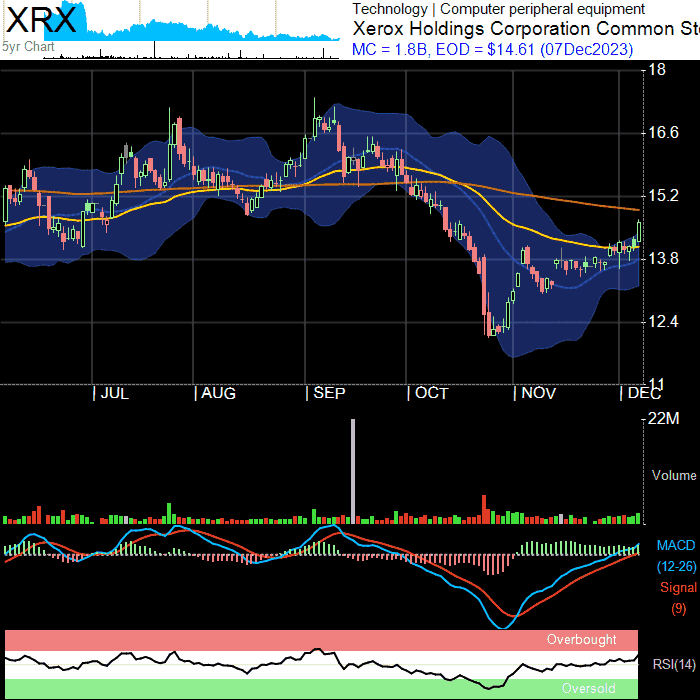 XRX
Technology | Computer peripheral equipment
Xerox Holdings Corporation Common Sto
MC = 1.8B, EOD = $14.61 (07Dec2023)
5yr Chart
18
16.6
15.2
13.8
12.4
11
| JUL | AUG | SEP | OCT | NOV | DEC
22M
Volume
MACD
(12-26)
Signal
(9)
Overbought
RSI(14)
Oversold